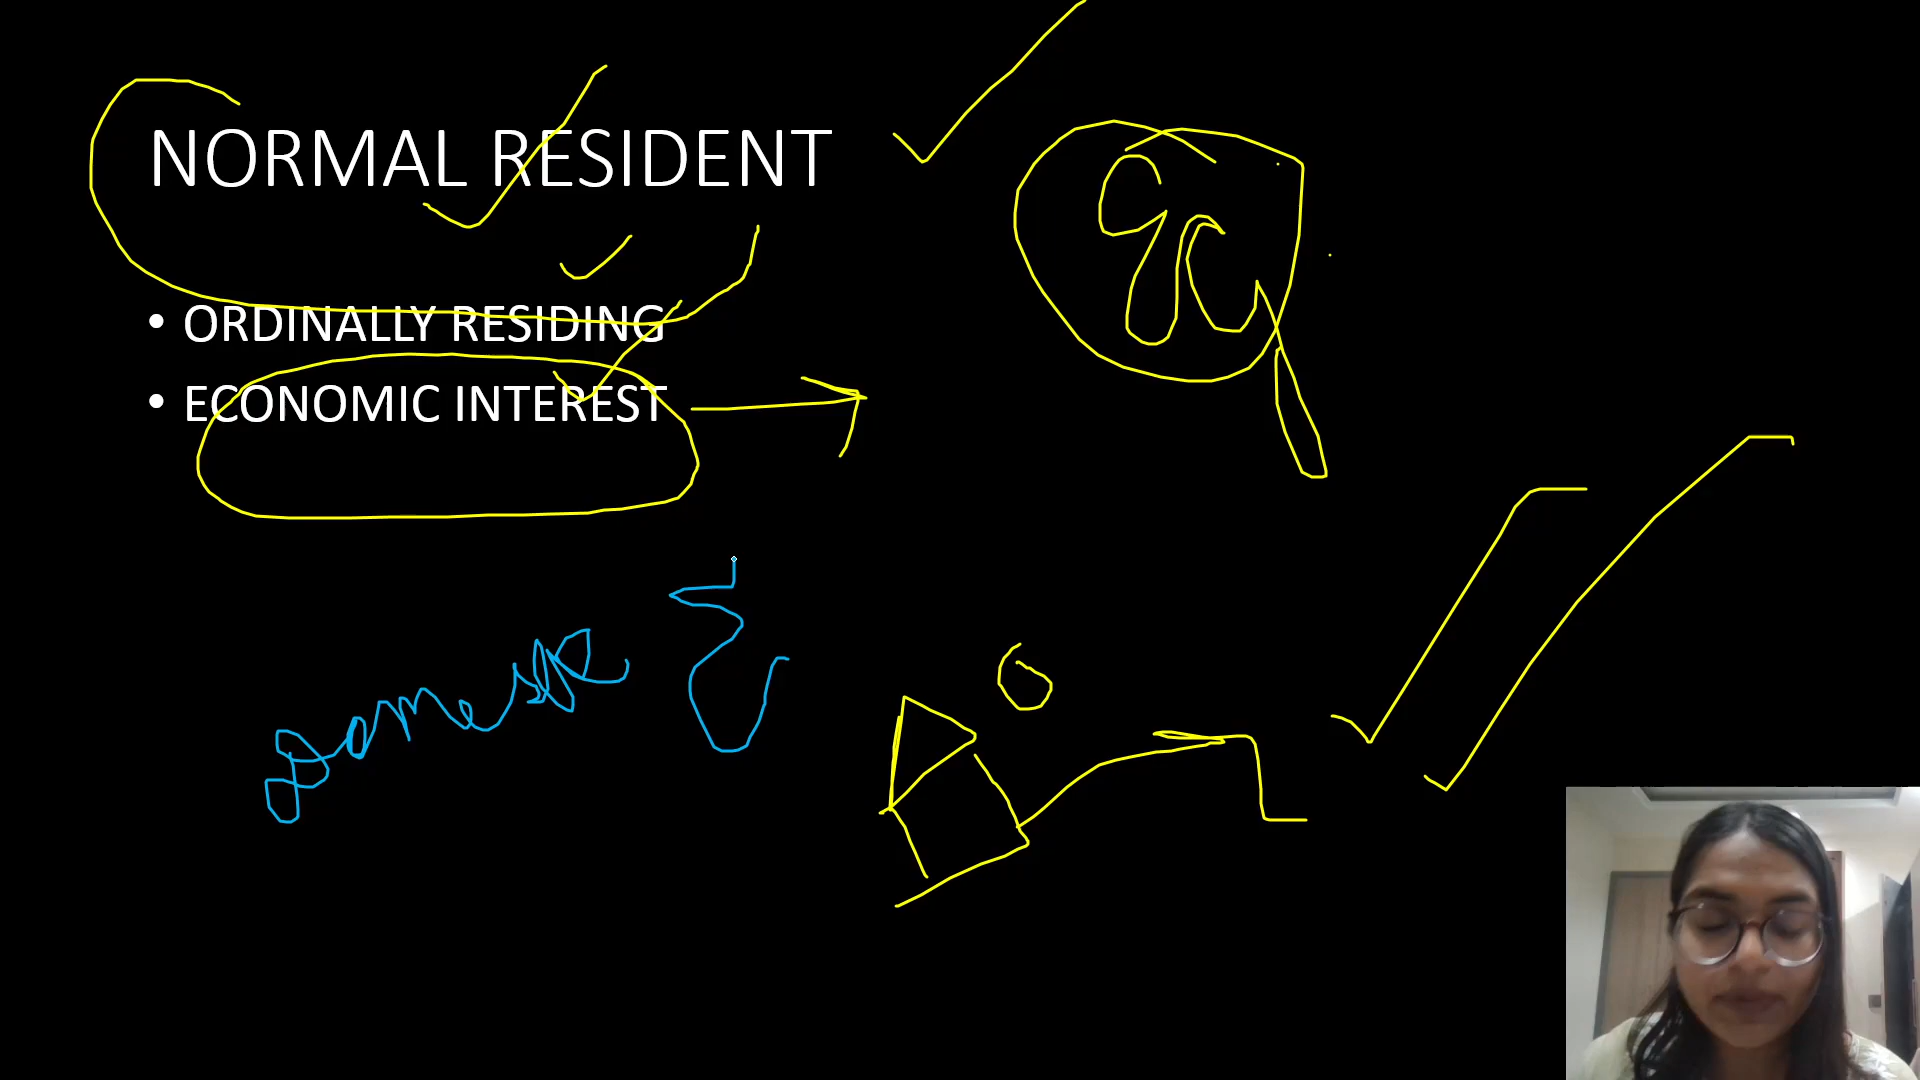 NORMAL RESIDENT
• ORDINALLY RESIDING
• ECONOMIC INTEREST